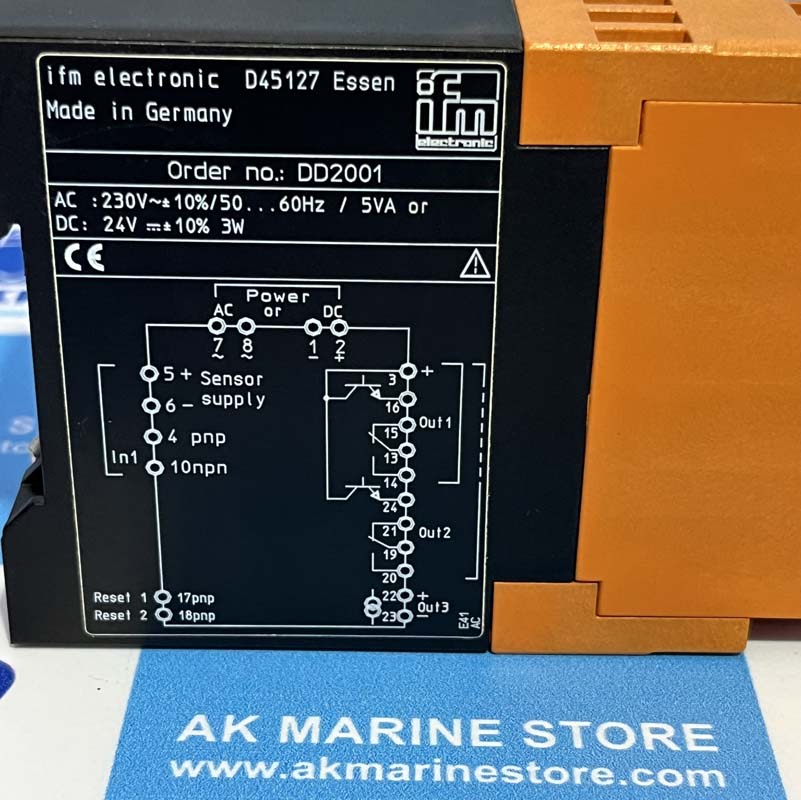 ifm electronic D45127 Essen
Made in Germany
ifm
electronic
Order no.: DD2001
AC :230V~±10%/50...60Hz / 5VA or
DC: 24V ⎓±10% 3W
CE
Power
AC or DC
7 8 1 2
~ ~ - +
5 + Sensor
6 - supply
4 pnp
In1
10npn
3 +
16
Out1
15
13
14
24
21
Out2
19
20
Reset 1 17pnp
Reset 2 18pnp
22 +
Out3
23 -
E41
AC
AK MARINE STORE
www.akmarinestore.com